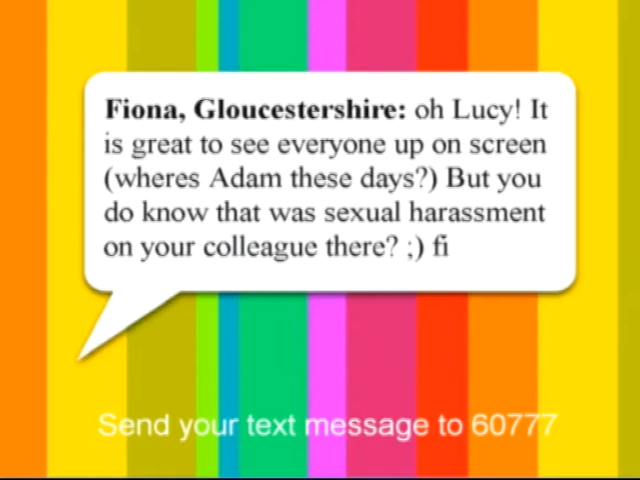 Fiona, Gloucestershire: oh Lucy! It
is great to see everyone up on screen
(wheres Adam these days?) But you
do know that was sexual harassment
on your colleague there? ;) fi
Send your text message to 60777